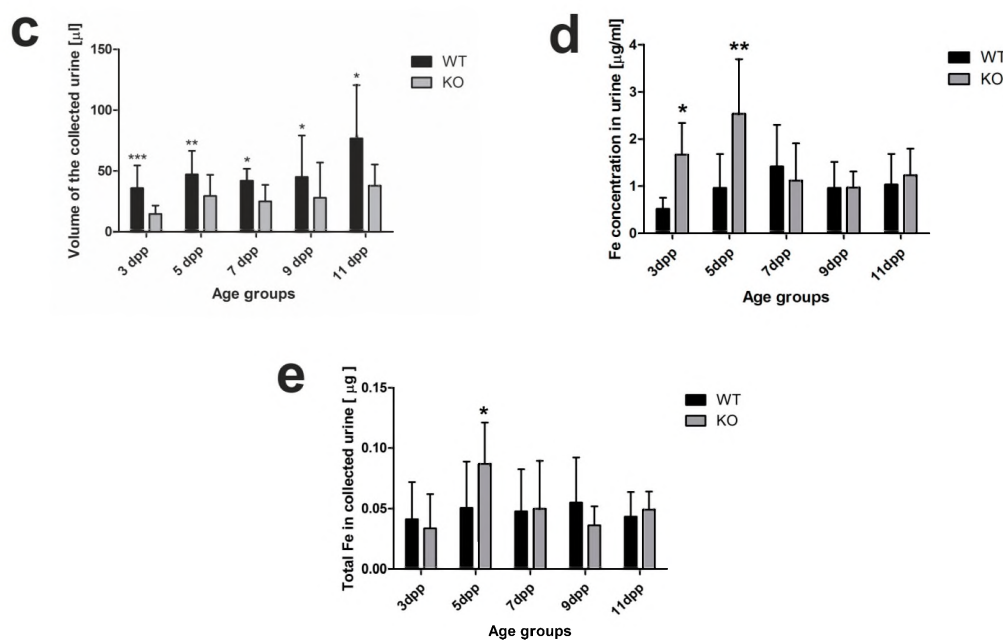 c
Volume of the collected urine [µl]
150
100
50
0
***
**
*
*
*
3 dpp
5 dpp
7 dpp
9 dpp
11 dpp
Age groups
WT
KO
d
Fe concentration in urine [µg/ml]
4
3
2
1
0
*
**
3dpp
5dpp
7dpp
9dpp
11dpp
Age groups
WT
KO
e
Total Fe in collected urine [ µg]
0.15
0.10
0.05
0.00
*
3dpp
5dpp
7dpp
9dpp
11dpp
Age groups
WT
KO